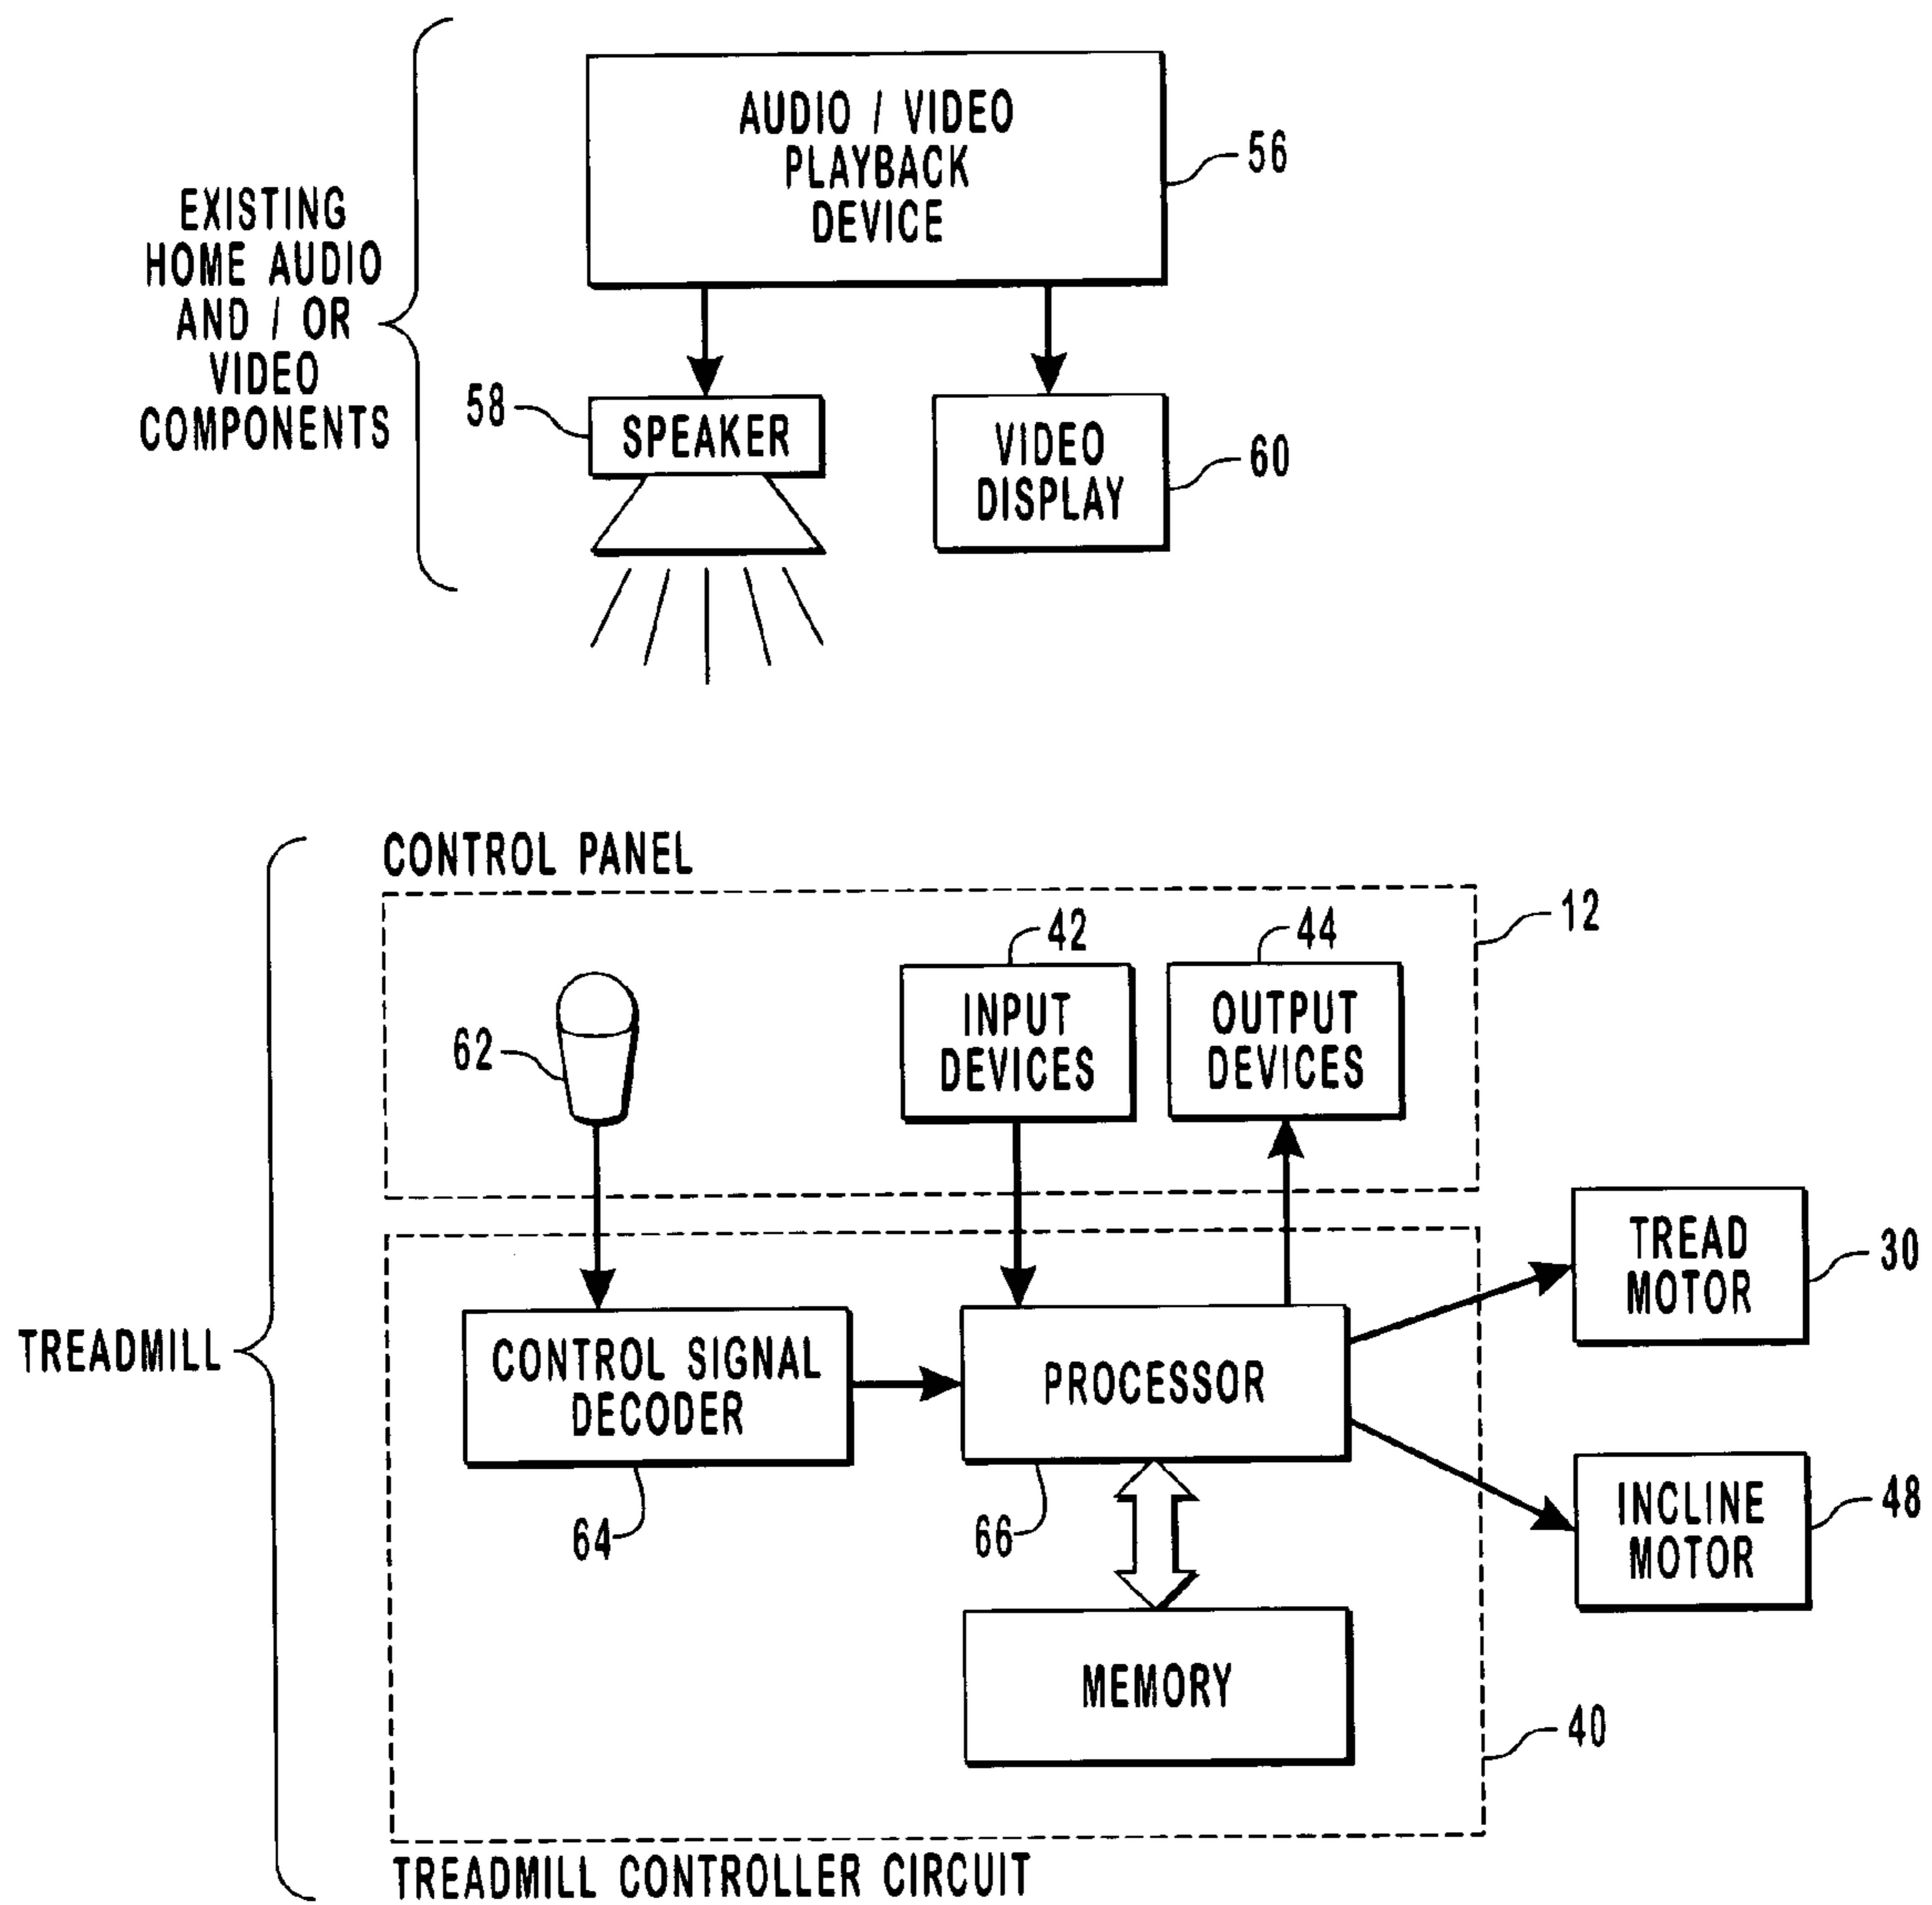 AUDIO / VIDEO
PLAYBACK
DEVICE
56
EXISTING
HOME AUDIO
AND / OR
VIDEO
COMPONENTS
58
SPEAKER
VIDEO
DISPLAY
60
CONTROL PANEL
12
42
44
INPUT
DEVICES
OUTPUT
DEVICES
62
TREAD
MOTOR
30
TREADMILL
CONTROL SIGNAL
DECODER
PROCESSOR
64
66
INCLINE
MOTOR
48
MEMORY
40
TREADMILL CONTROLLER CIRCUIT